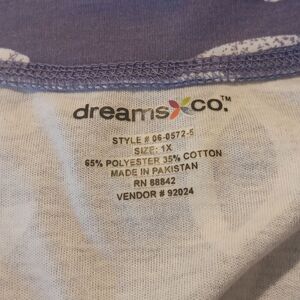 dreams co.™
STYLE # 06-0572-5
SIZE: 1X
65% POLYESTER 35% COTTON
MADE IN PAKISTAN
RN 88842
VENDOR # 92024